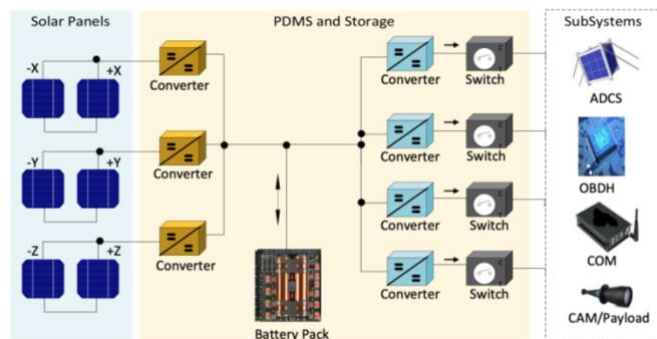 Solar Panels
PDMS and Storage
SubSystems
-X
+X
Converter
-Y
+Y
Converter
-Z
+Z
Converter
Battery Pack
Converter
Switch
Converter
Switch
Converter
Switch
Converter
Switch
ADCS
OBDH
COM
CAM/Payload